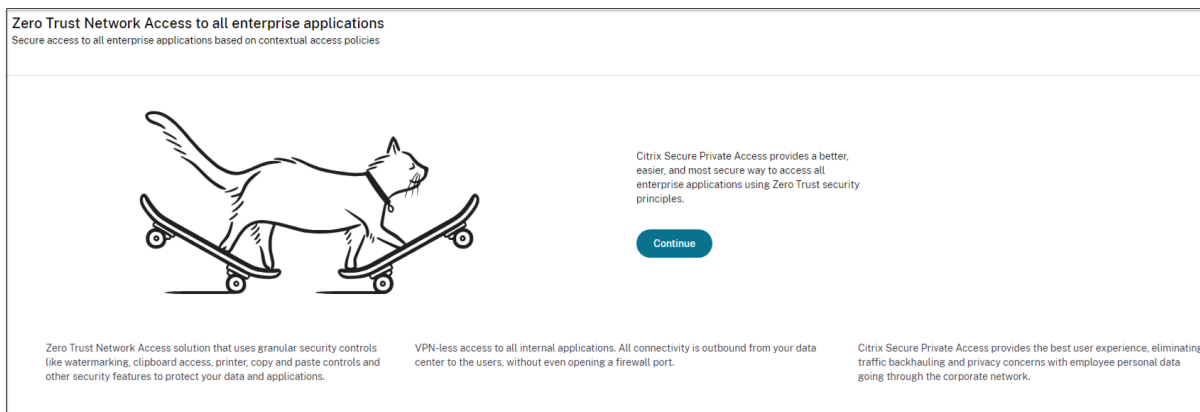 Zero Trust Network Access to all enterprise applications
Secure access to all enterprise applications based on contextual access policies
Citrix Secure Private Access provides a better,
easier, and most secure way to access all
enterprise applications using Zero Trust security
principles.
Continue
Zero Trust Network Access solution that uses granular security controls
like watermarking, clipboard access, printer, copy and paste controls and
other security features to protect your data and applications.
VPN-less access to all internal applications. All connectivity is outbound from your data
center to the users, without even opening a firewall port.
Citrix Secure Private Access provides the best user experience, eliminating
traffic backhauling and privacy concerns with employee personal data
going through the corporate network.